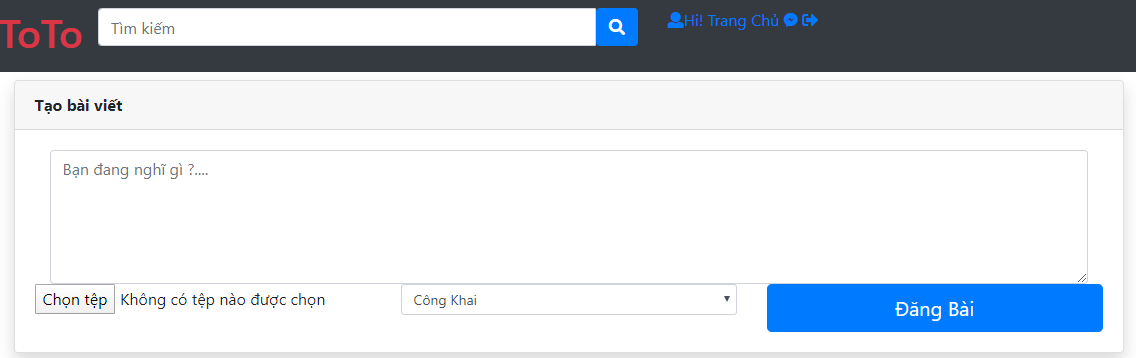 ToTo Tìm kiếm Hi! Trang Chủ
Tạo bài viết
Bạn đang nghĩ gì ?....
Chọn tệp Không có tệp nào được chọn Công Khai Đăng Bài